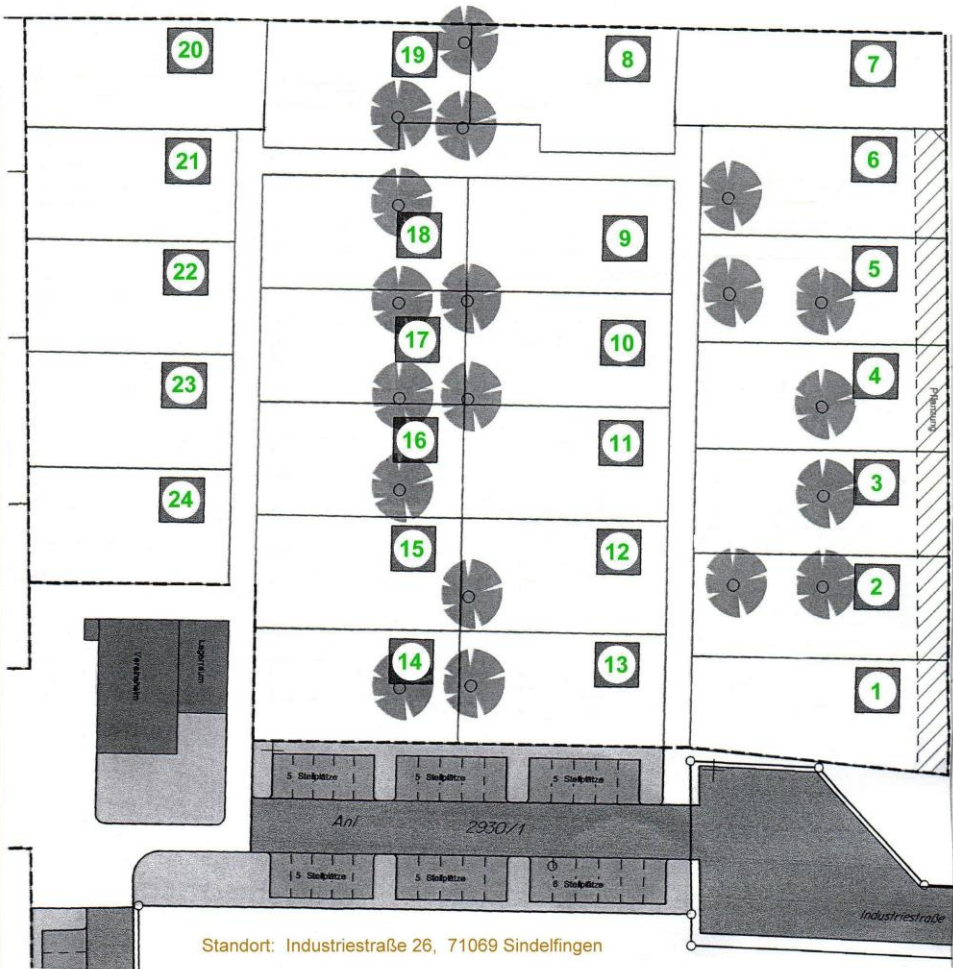 20
19
8
7
21
6
18
9
22
5
17
10
23
4
Pflanzung
16
11
24
3
15
12
2
14
13
1
Vereinsheim
Lagerraum
5 Stellplätze
5 Stellplätze
5 Stellplätze
Anl 2930/1
5 Stellplätze
5 Stellplätze
6 Stellplätze
Industriestraße
Standort: Industriestraße 26, 71069 Sindelfingen